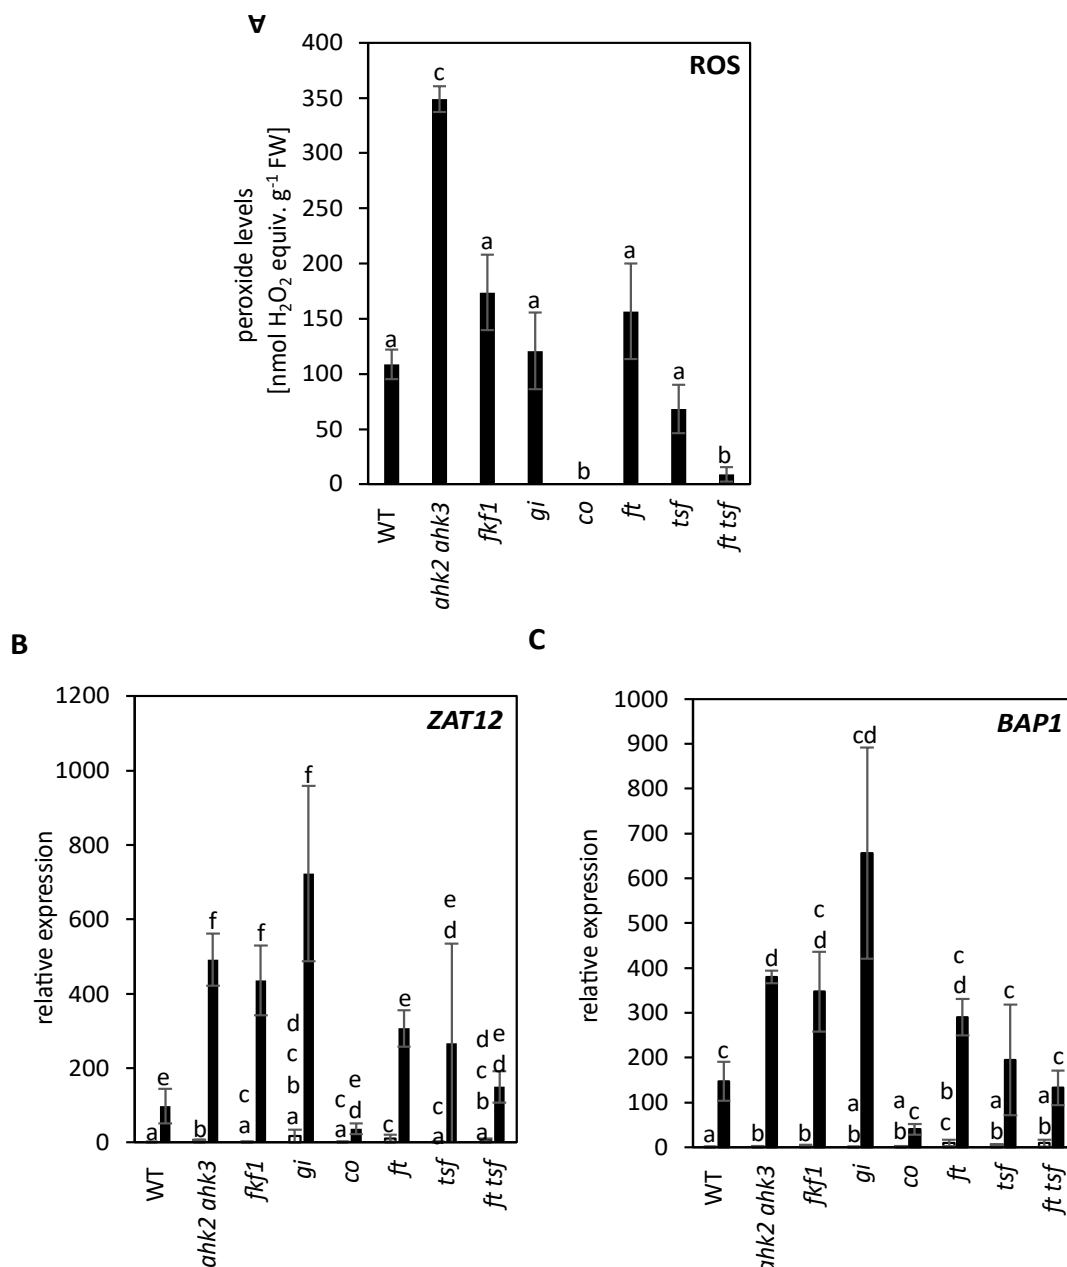 A
ROS
peroxide levels
[nmol H₂O₂ equiv. g⁻¹ FW]
400
350
300
250
200
150
100
50
0
a
c
a
a
b
a
a
b
WT
ahk2 ahk3
fkf1
gi
co
ft
tsf
ft tsf
B
ZAT12
relative expression
1200
1000
800
600
400
200
0
a
e
b
f
c
a
f
d
c
b
a
f
c
a
e
d
c
e
c
a
e
d
d
c
b
a
e
d
WT
ahk2 ahk3
fkf1
gi
co
ft
tsf
ft tsf
C
BAP1
relative expression
1000
900
800
700
600
500
400
300
200
100
0
a
c
b
d
b
c
d
a
b
cd
a
b
c
b
c
c
d
a
b
c
a
b
c
WT
ahk2 ahk3
fkf1
gi
co
ft
tsf
ft tsf